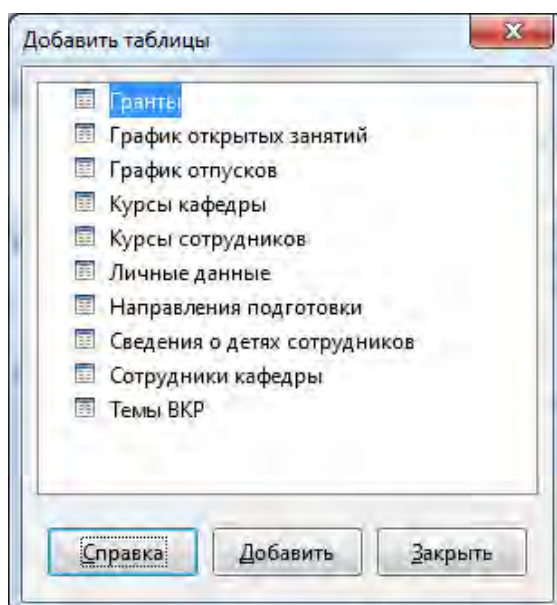 Добавить таблицы
Гранты
График открытых занятий
График отпусков
Курсы кафедры
Курсы сотрудников
Личные данные
Направления подготовки
Сведения о детях сотрудников
Сотрудники кафедры
Темы ВКР
Справка Добавить Закрыть